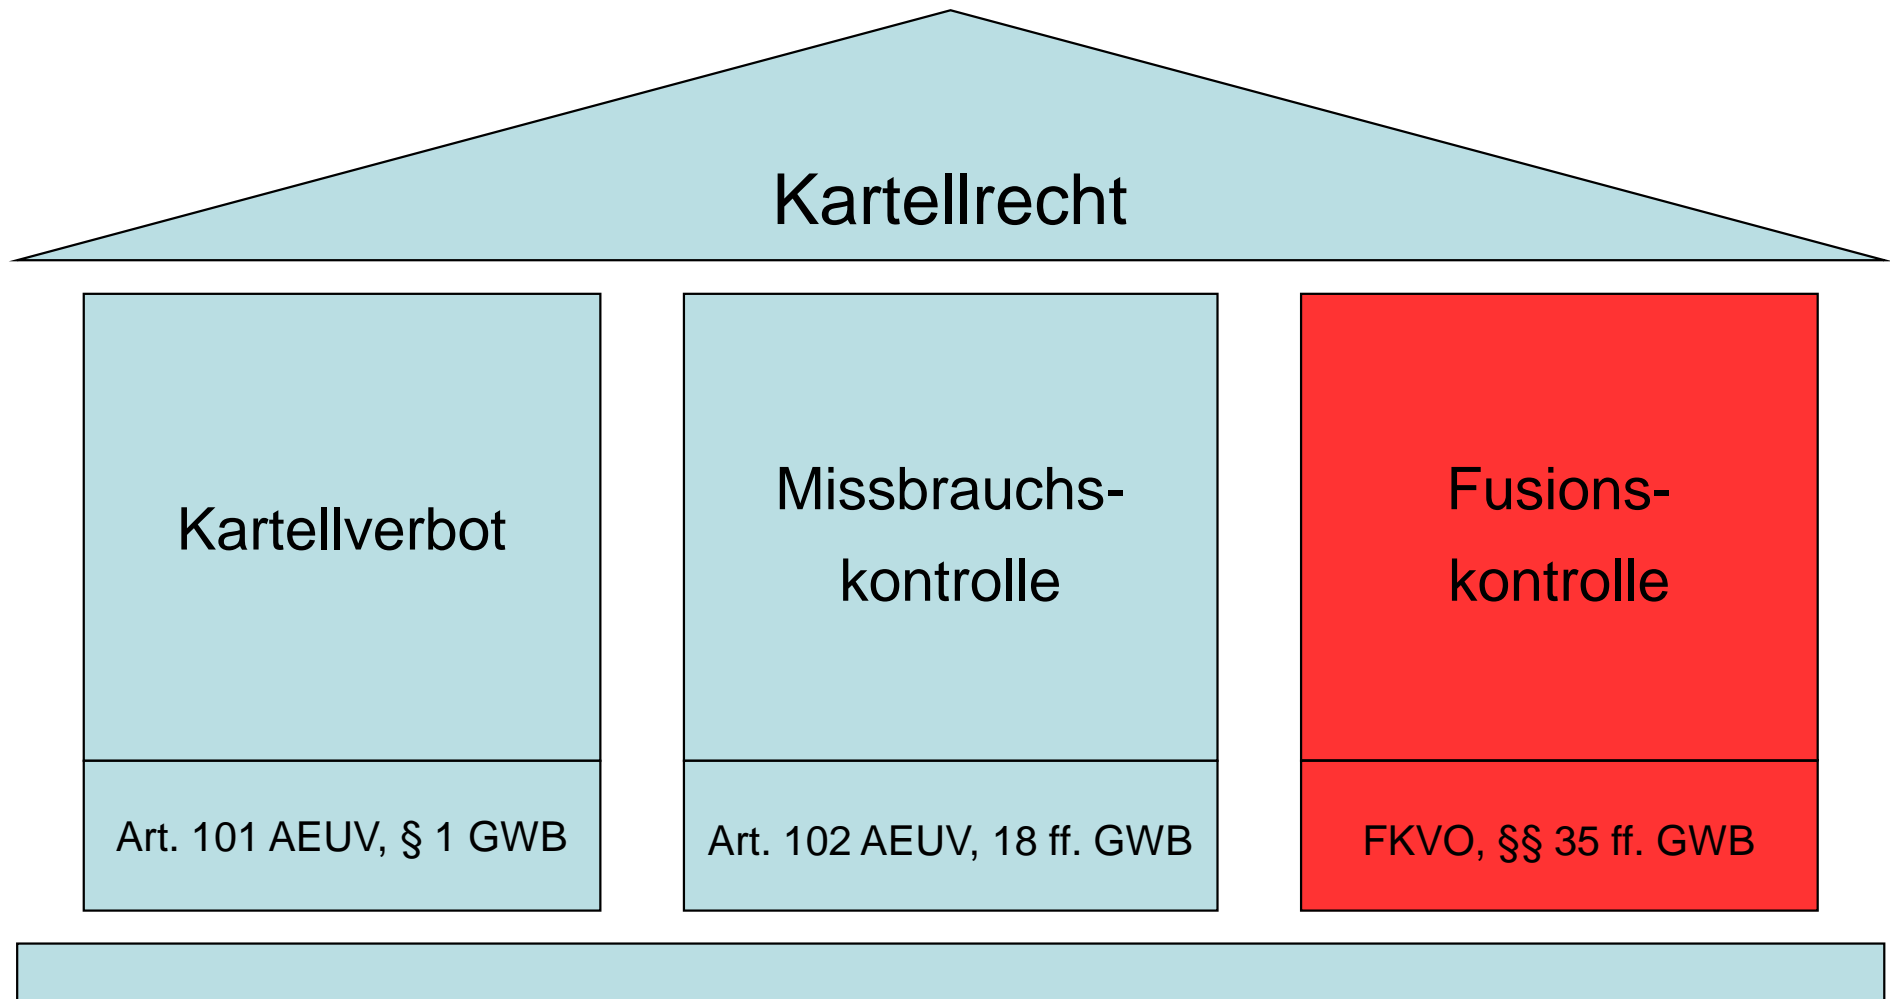 Kartellrecht
Kartellverbot
Art. 101 AEUV, § 1 GWB
Missbrauchs-
kontrolle
Art. 102 AEUV, 18 ff. GWB
Fusions-
kontrolle
FKVO, §§ 35 ff. GWB